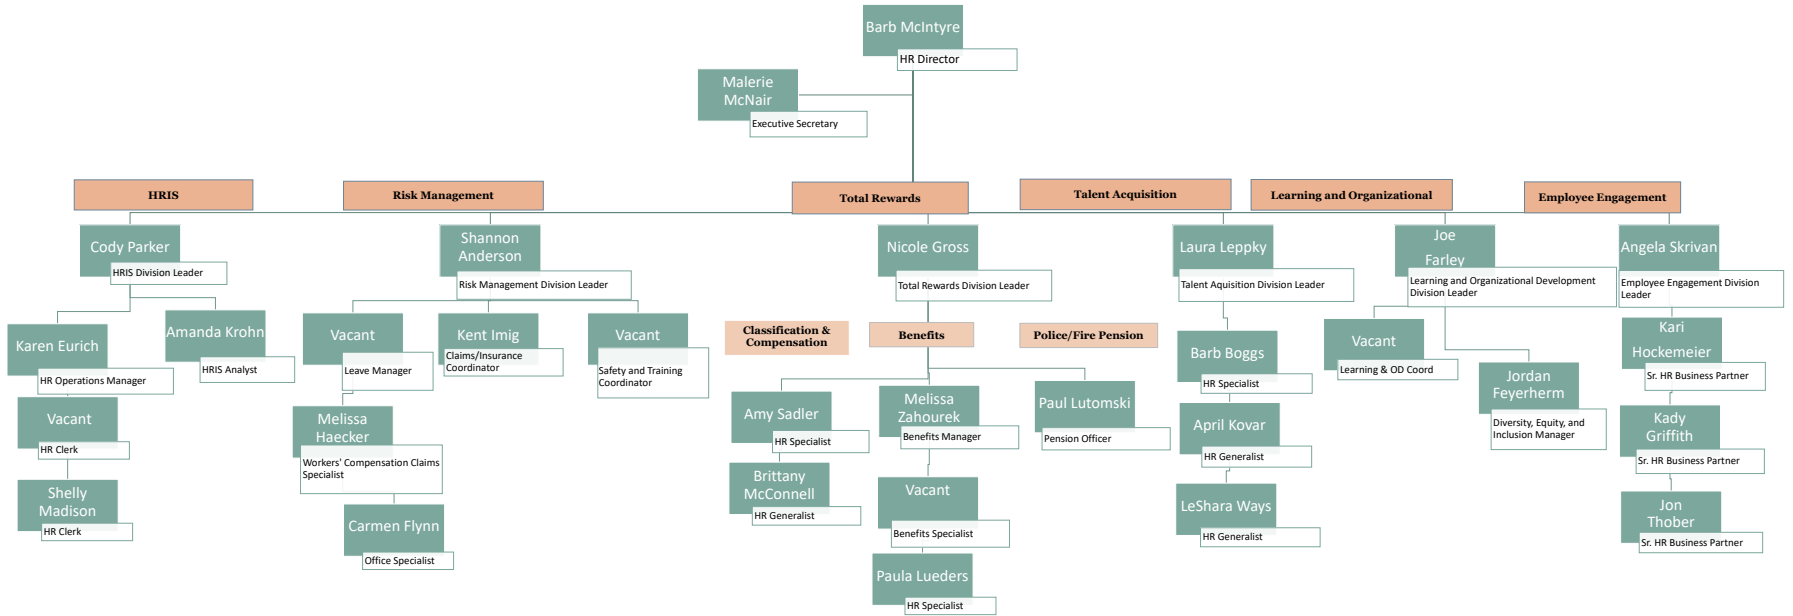 Barb McIntyre
HR Director
Malerie
McNair
Executive Secretary
HRIS
Risk Management
Total Rewards
Talent Acquisition
Learning and Organizational
Employee Engagement
Cody Parker
HRIS Division Leader
Shannon
Anderson
Risk Management Division Leader
Nicole Gross
Total Rewards Division Leader
Laura Leppky
Talent Aquisition Division Leader
Joe
Farley
Learning and Organizational Development
Division Leader
Angela Skrivan
Employee Engagement Division
Leader
Karen Eurich
HR Operations Manager
Amanda Krohn
HRIS Analyst
Vacant
HR Clerk
Shelly
Madison
HR Clerk
Vacant
Leave Manager
Kent Imig
Claims/Insurance
Coordinator
Vacant
Safety and Training
Coordinator
Melissa
Haecker
Workers' Compensation Claims
Specialist
Carmen Flynn
Office Specialist
Classification &
Compensation
Benefits
Police/Fire Pension
Amy Sadler
HR Specialist
Brittany
McConnell
HR Generalist
Melissa
Zahourek
Benefits Manager
Vacant
Benefits Specialist
Paula Lueders
HR Specialist
Paul Lutomski
Pension Officer
Barb Boggs
HR Specialist
April Kovar
HR Generalist
LeShara Ways
HR Generalist
Vacant
Learning & OD Coord
Jordan
Feyerherm
Diversity, Equity, and
Inclusion Manager
Kari
Hockemeier
Sr. HR Business Partner
Kady
Griffith
Sr. HR Business Partner
Jon
Thober
Sr. HR Business Partner